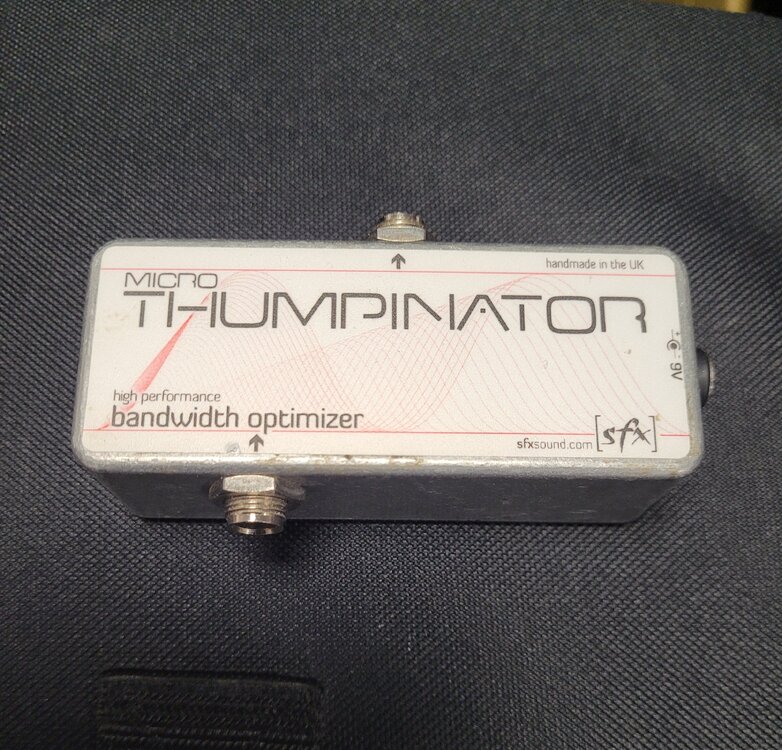 handmade in the UK
MICRO
THUMPINATOR
+ - 9V
high performance
bandwidth optimizer
sfxsound.com [sfx]